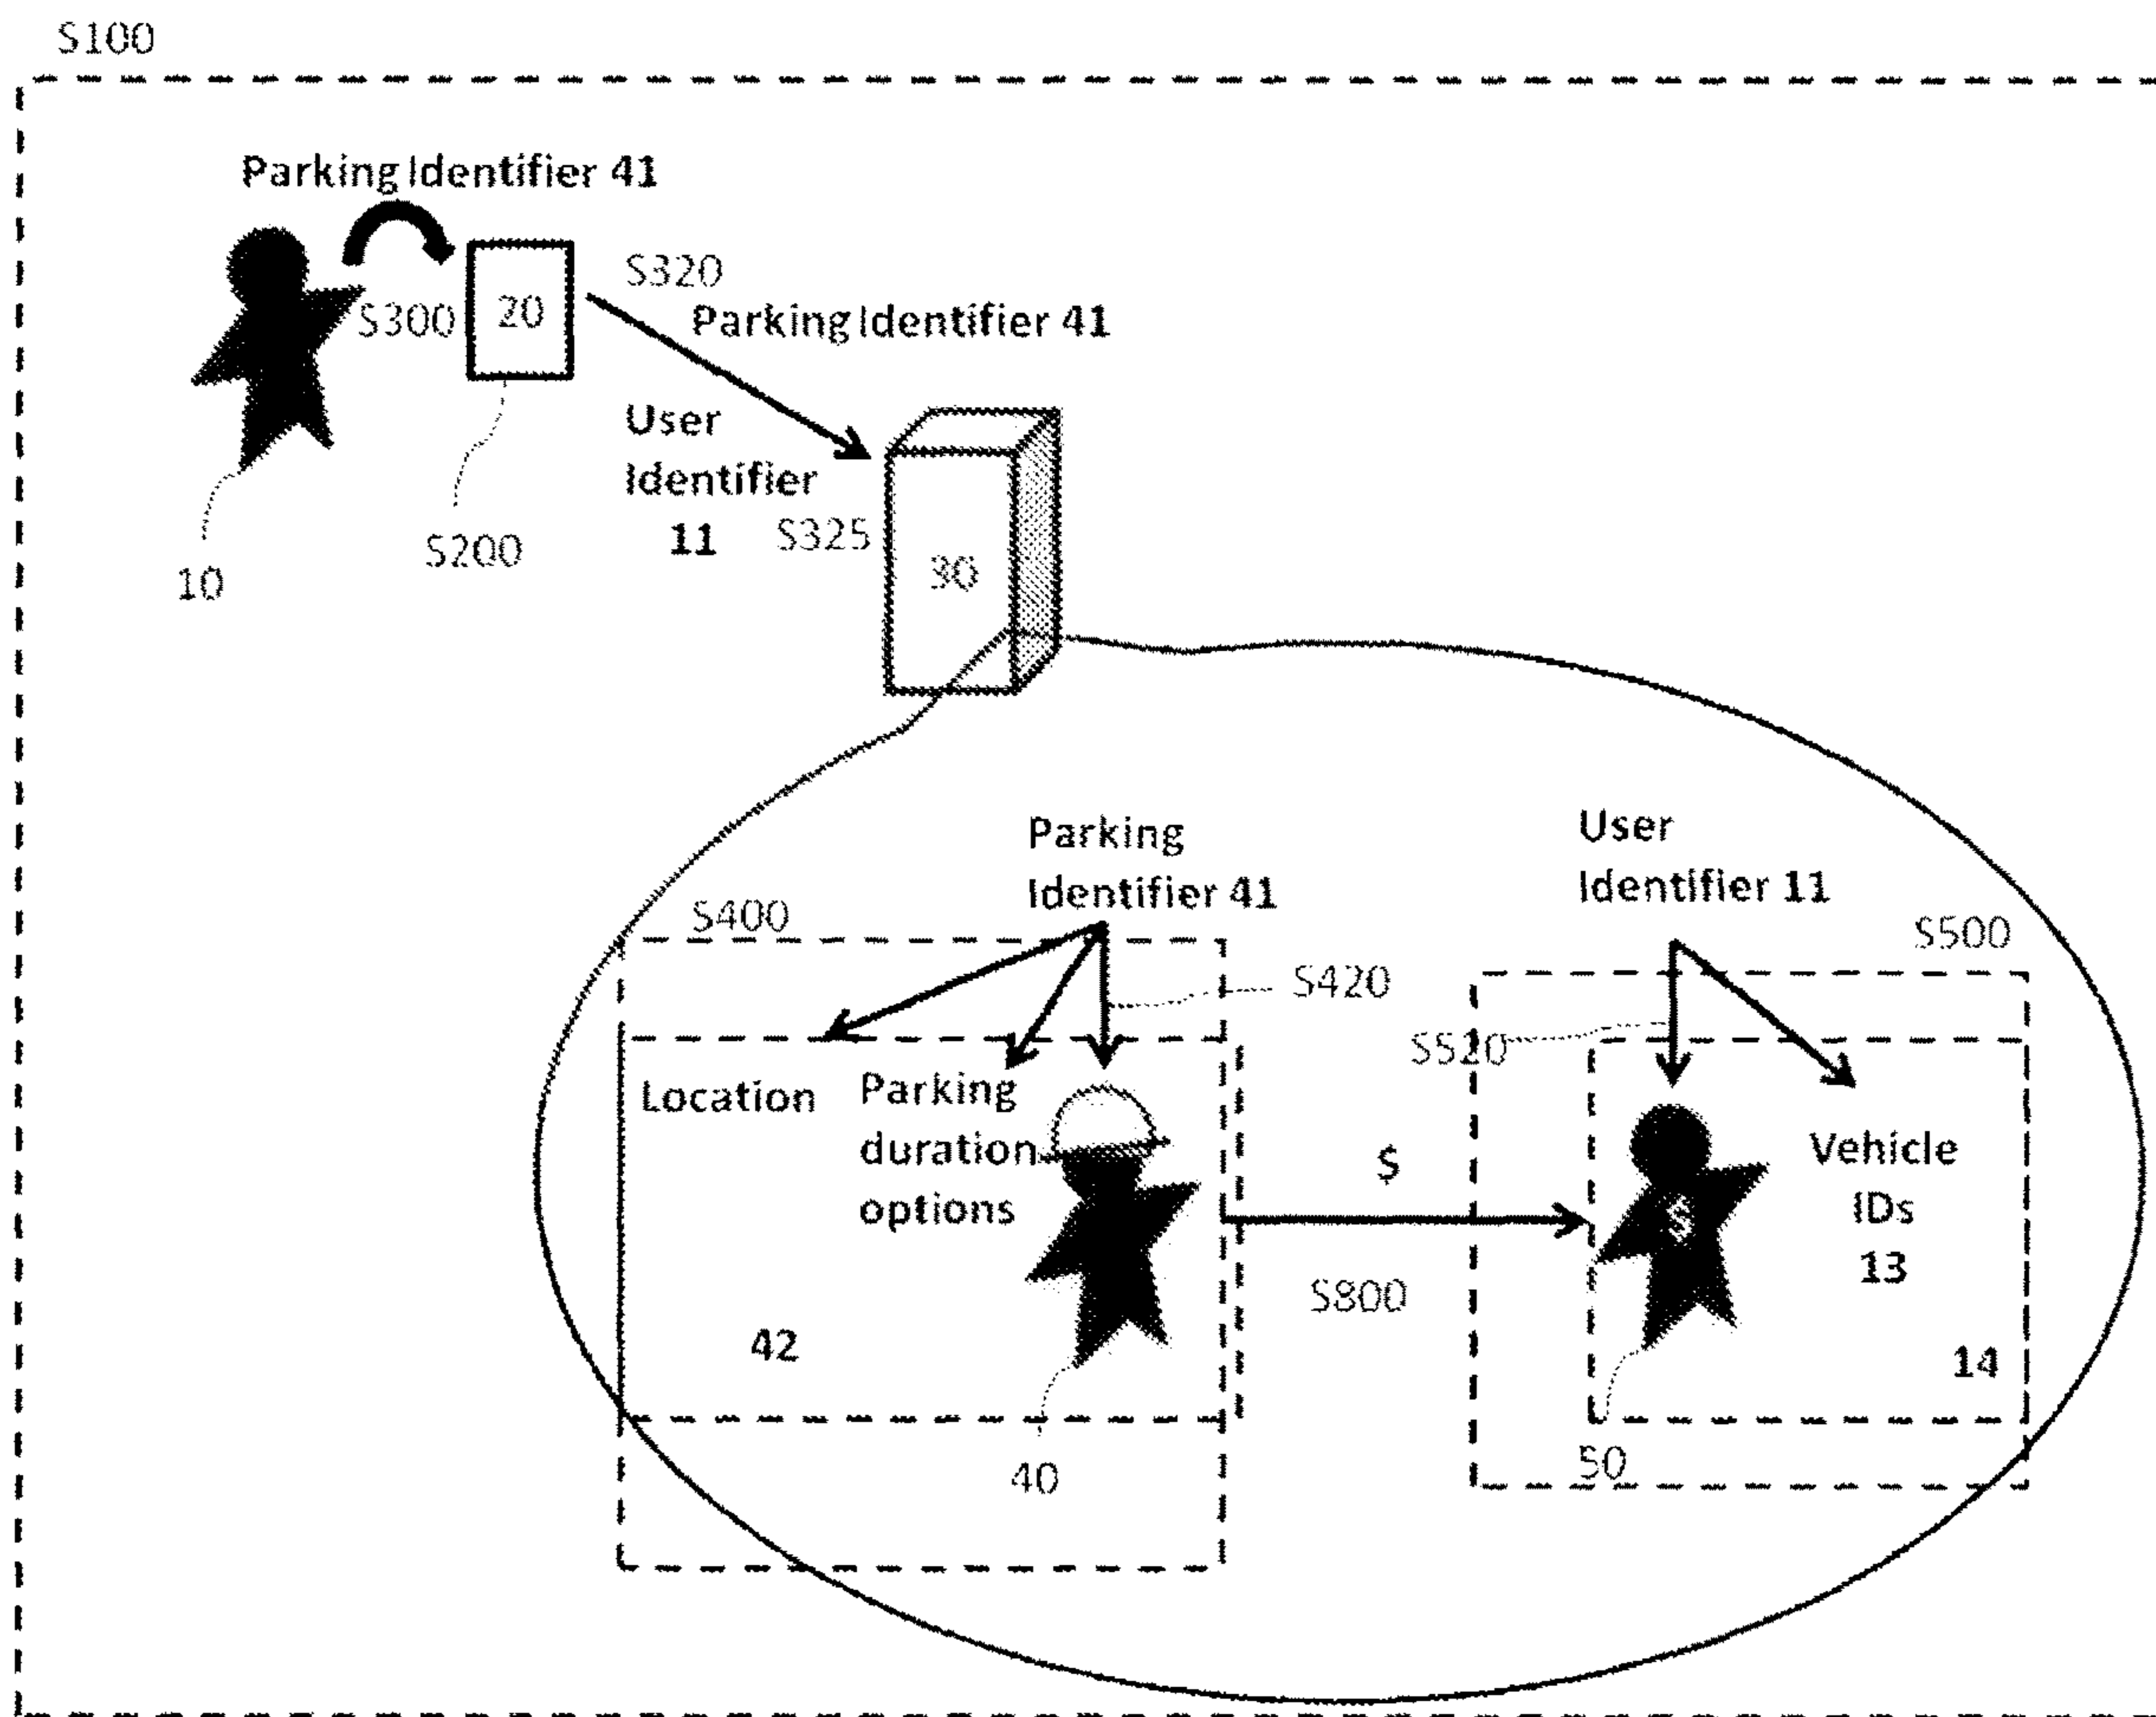 S100
Parking Identifier 41
S320
S300
20
Parking Identifier 41
User
Identifier
11
S325
S200
10
30
Parking
Identifier 41
User
Identifier 11
S400
S500
S420
S520
Location
Parking
duration
options
$
Vehicle
IDs
13
$
S800
42
14
40
50